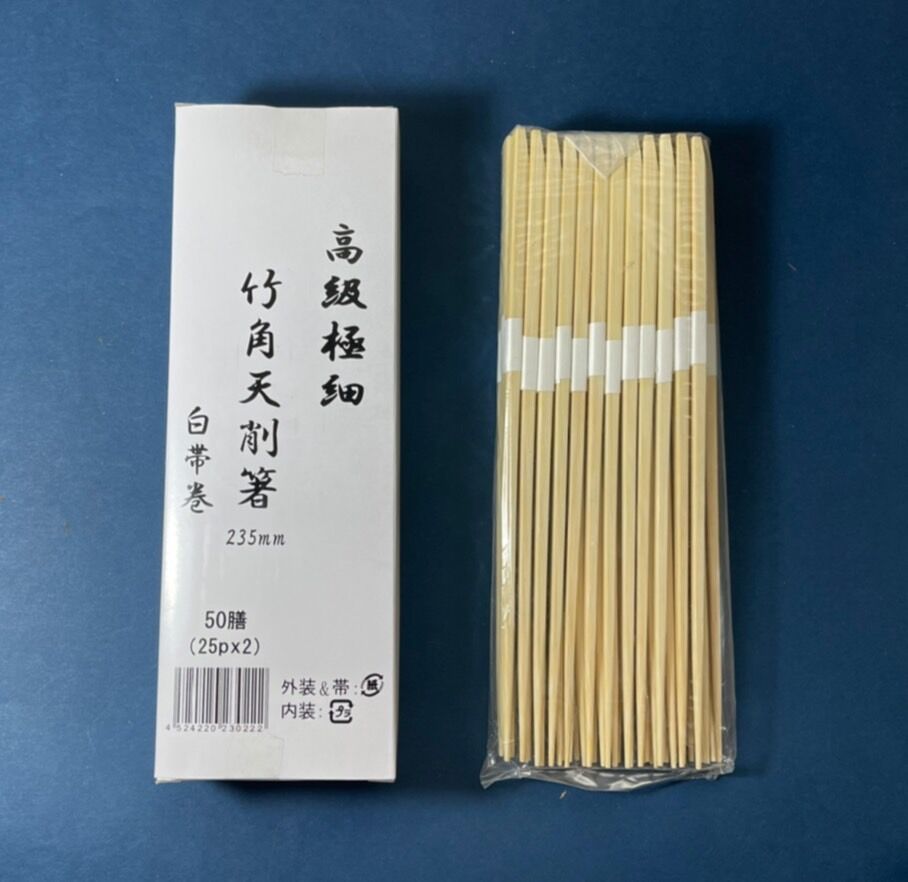 高級極細
竹角天削箸
白帯巻
235mm
50膳
(25px2)
4524220230222
外装&帯:紙
内装:プラ